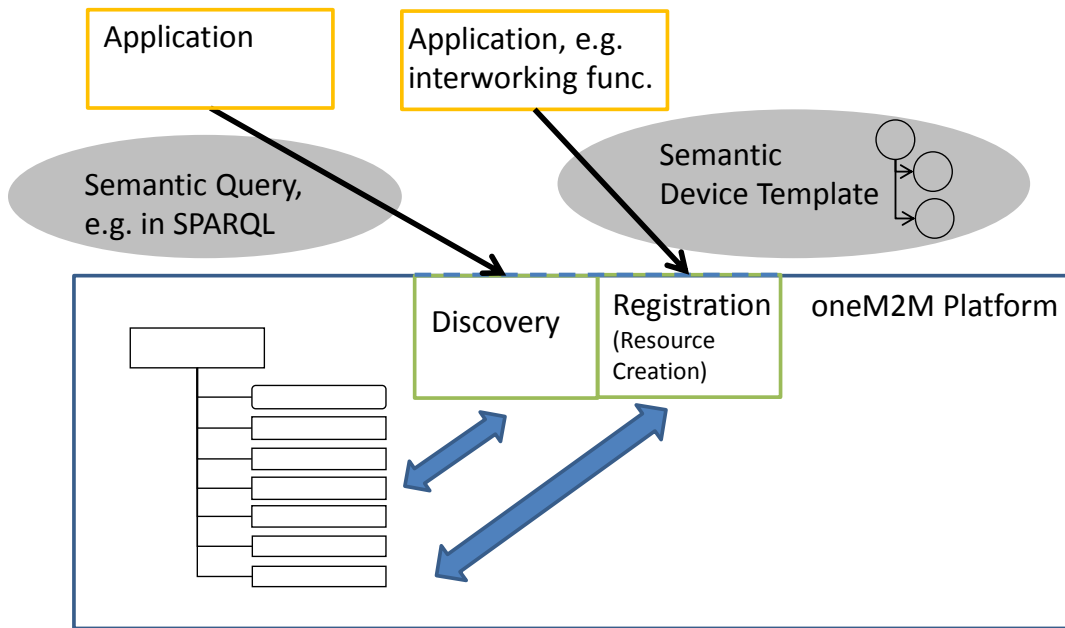 Application
Application, e.g.
interworking func.
Semantic Query,
e.g. in SPARQL
Semantic
Device Template
Discovery
Registration
(Resource
Creation)
oneM2M Platform